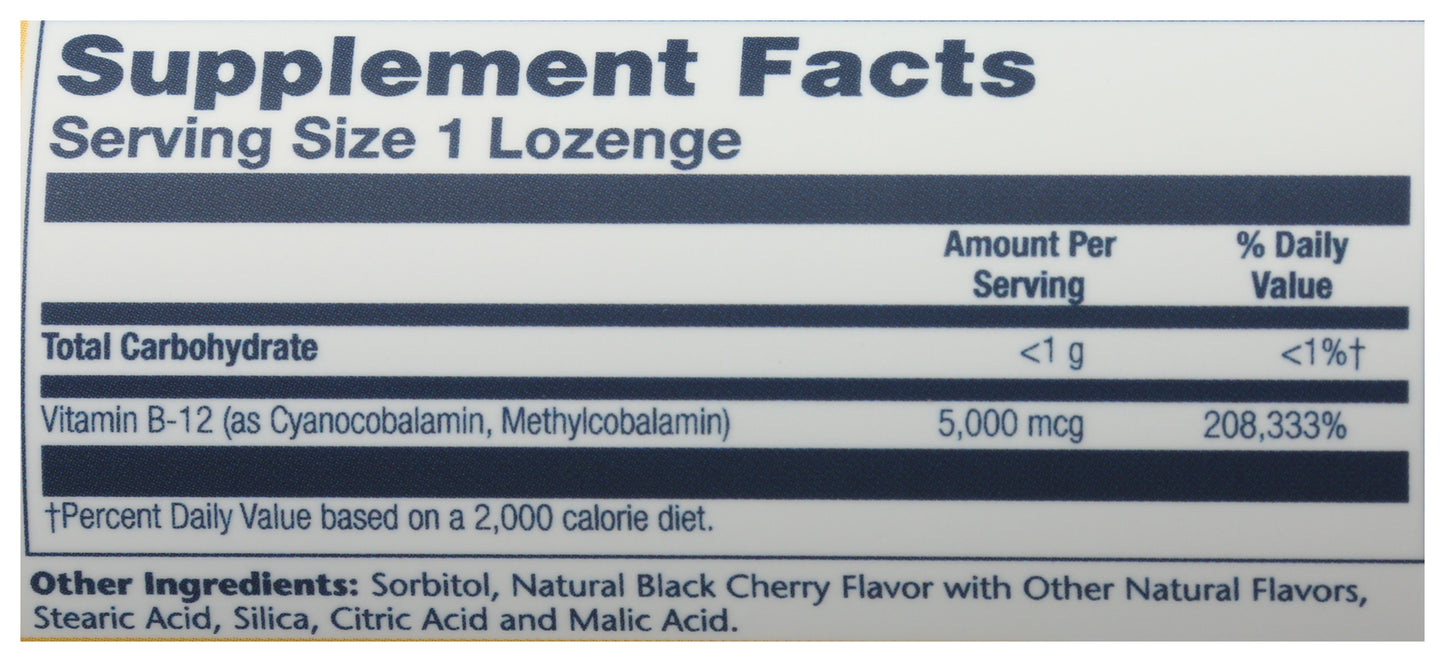 Supplement Facts
Serving Size 1 Lozenge
Amount Per Serving % Daily Value
Total Carbohydrate <1 g <1%†
Vitamin B-12 (as Cyanocobalamin, Methylcobalamin) 5,000 mcg 208,333%
†Percent Daily Value based on a 2,000 calorie diet.
Other Ingredients: Sorbitol, Natural Black Cherry Flavor with Other Natural Flavors,
Stearic Acid, Silica, Citric Acid and Malic Acid.